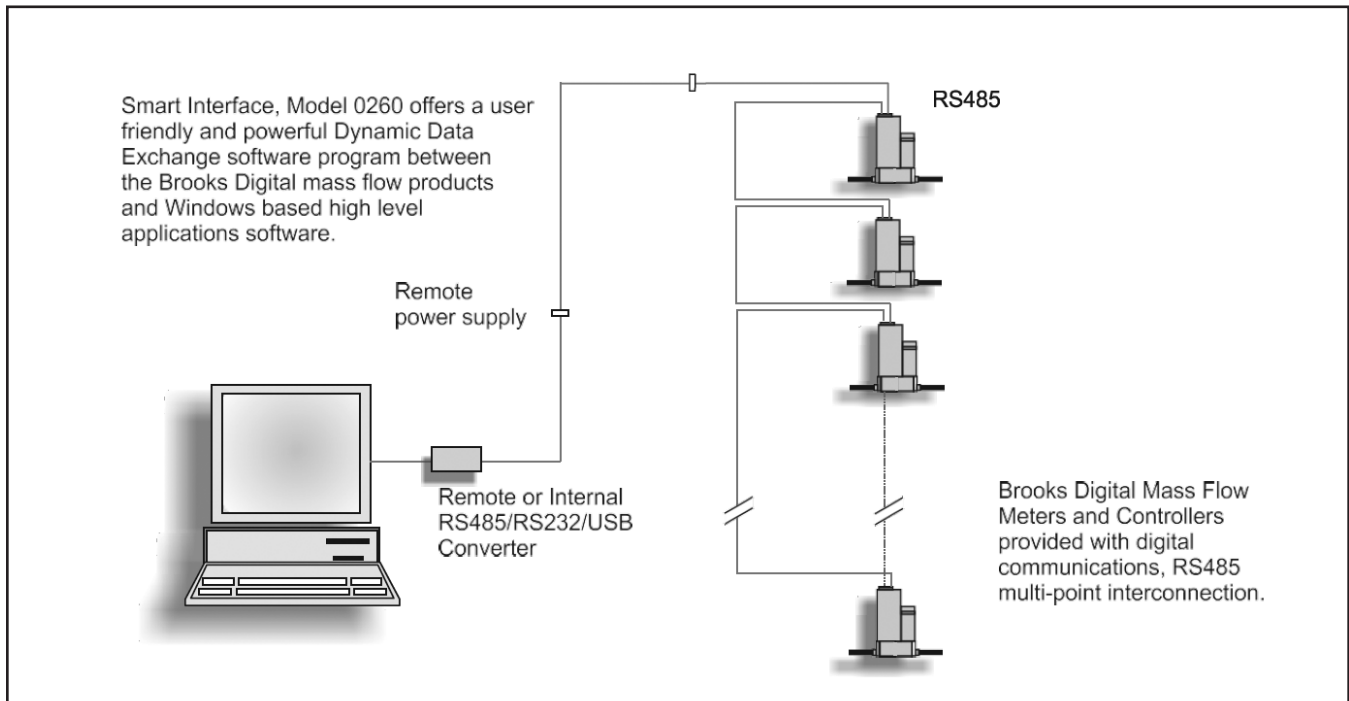 Smart Interface, Model 0260 offers a user
friendly and powerful Dynamic Data
Exchange software program between
the Brooks Digital mass flow products
and Windows based high level
applications software.
RS485
Remote
power supply
Remote or Internal
RS485/RS232/USB
Converter
Brooks Digital Mass Flow
Meters and Controllers
provided with digital
communications, RS485
multi-point interconnection.